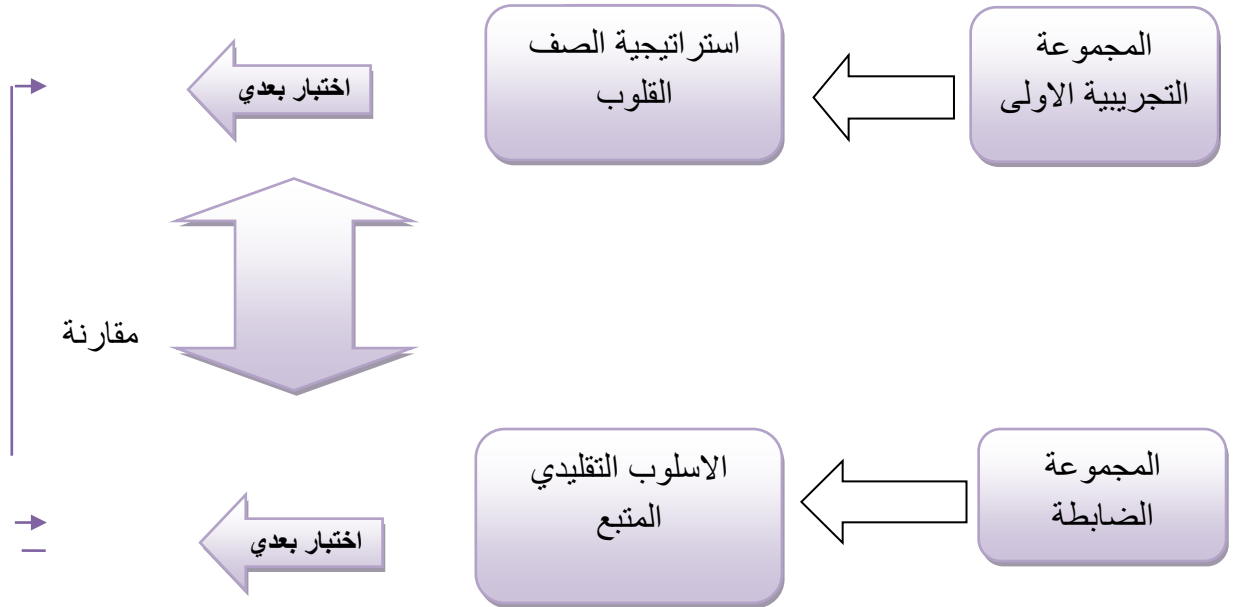 المجموعة
التجريبية الاولى
استراتيجية الصف
القلوب
اختبار بعدي
مقارنة
المجموعة
الضابطة
الاسلوب التقليدي
المتبع
اختبار بعدي